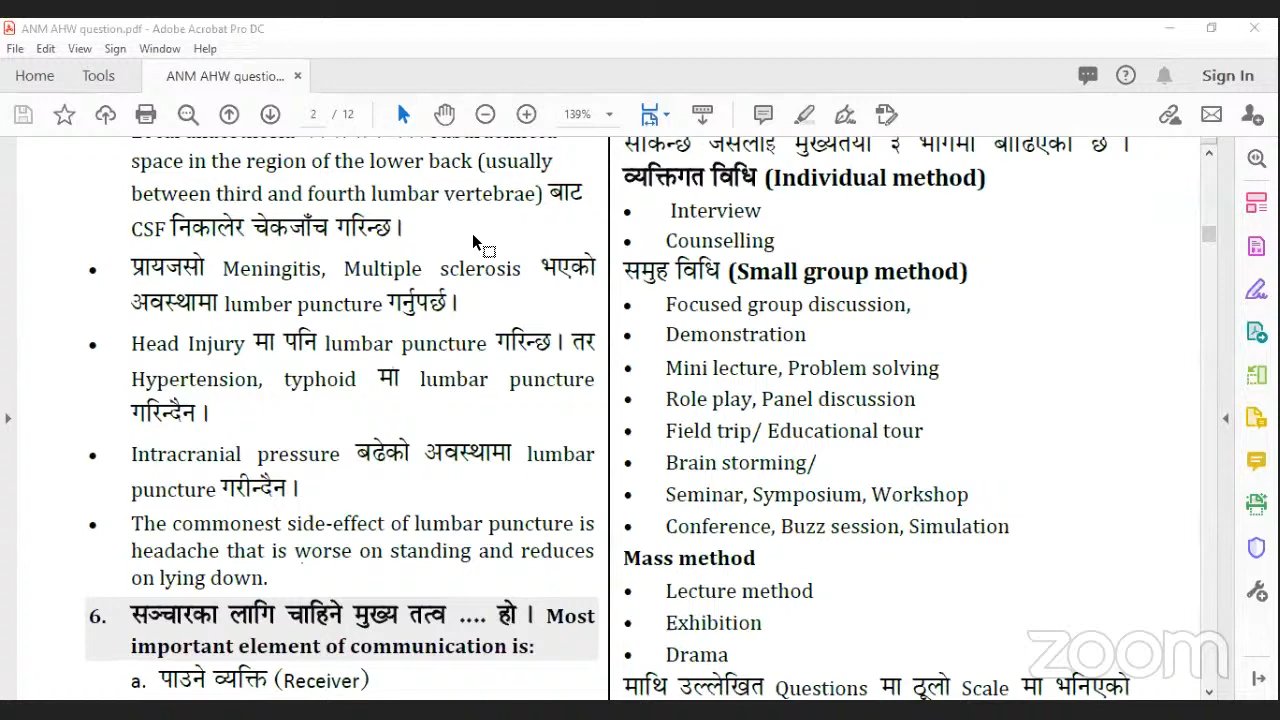 ANM AHW question.pdf - Adobe Acrobat Pro DC
File Edit View Sign Window Help
Home Tools ANM AHW questio... × Sign In
2 / 12 139%
space in the region of the lower back (usually
between third and fourth lumbar vertebrae) बाट
CSF निकालेर चेकजाँच गरिन्छ।
• प्रायजसो Meningitis, Multiple sclerosis भएको
अवस्थामा lumber puncture गर्नुपर्छ।
• Head Injury मा पनि lumbar puncture गरिन्छ। तर
Hypertension, typhoid मा lumbar puncture
गरिन्दैन।
• Intracranial pressure बढेको अवस्थामा lumbar
puncture गरीन्दैन।
• The commonest side-effect of lumbar puncture is
headache that is worse on standing and reduces
on lying down.
6. सञ्चारका लागि चाहिने मुख्य तत्व .... हो। Most
important element of communication is:
a. पाउने व्यक्ति (Receiver)
सकिन्छ जसलाई मुख्यतया ३ भागमा बाँढिएको छ।
व्यक्तिगत विधि (Individual method)
• Interview
• Counselling
समुह विधि (Small group method)
• Focused group discussion,
• Demonstration
• Mini lecture, Problem solving
• Role play, Panel discussion
• Field trip/ Educational tour
• Brain storming/
• Seminar, Symposium, Workshop
• Conference, Buzz session, Simulation
Mass method
• Lecture method
• Exhibition
• Drama
माथि उल्लेखित Questions मा ठूलो Scale मा भनिएको
zoom